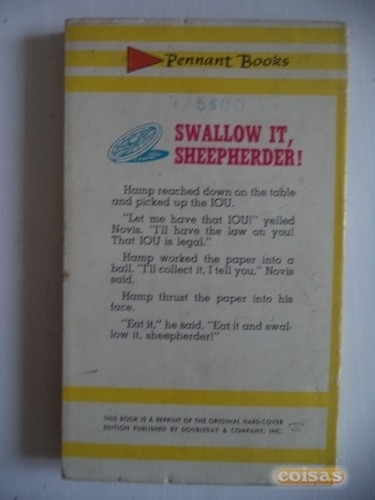 Pennant Books
5$00
SWALLOW IT,
SHEEPHERDER!
Hamp reached down on the table
and picked up the IOU.
"Let me have that IOU!" yelled
Novis. "I'll have the law on you!
That IOU is legal."
Hamp worked the paper into a
ball. "I'll collect it, I tell you," Novis
said.
Hamp thrust the paper into his
face.
"Eat it," he said. "Eat it and swal-
low it, sheepherder!"
THIS BOOK IS A REPRINT OF THE ORIGINAL HARD-COVER
EDITION PUBLISHED BY DOUBLEDAY & COMPANY, INC.
coisas